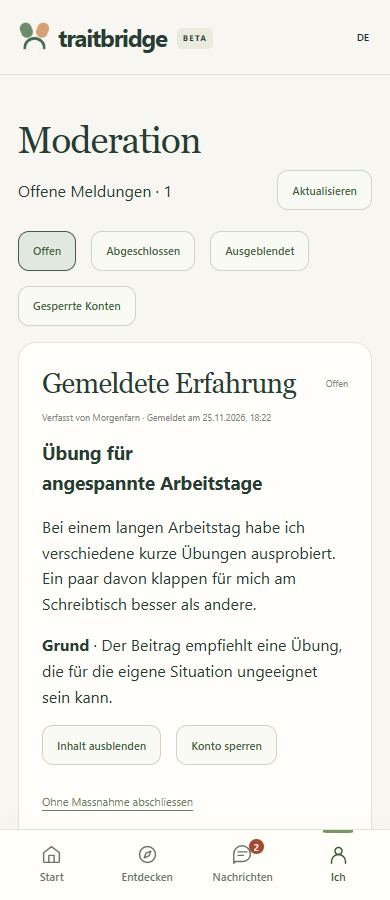 traitbridge BETA DE
Moderation
Offene Meldungen · 1 Aktualisieren
Offen Abgeschlossen Ausgeblendet
Gesperrte Konten
Gemeldete Erfahrung Offen
Verfasst von Morgenfarn · Gemeldet am 25.11.2026, 18:22
Übung für
angespannte Arbeitstage
Bei einem langen Arbeitstag habe ich
verschiedene kurze Übungen ausprobiert.
Ein paar davon klappen für mich am
Schreibtisch besser als andere.
Grund · Der Beitrag empfiehlt eine Übung,
die für die eigene Situation ungeeignet
sein kann.
Inhalt ausblenden Konto sperren
Ohne Massnahme abschliessen
2
Start Entdecken Nachrichten Ich